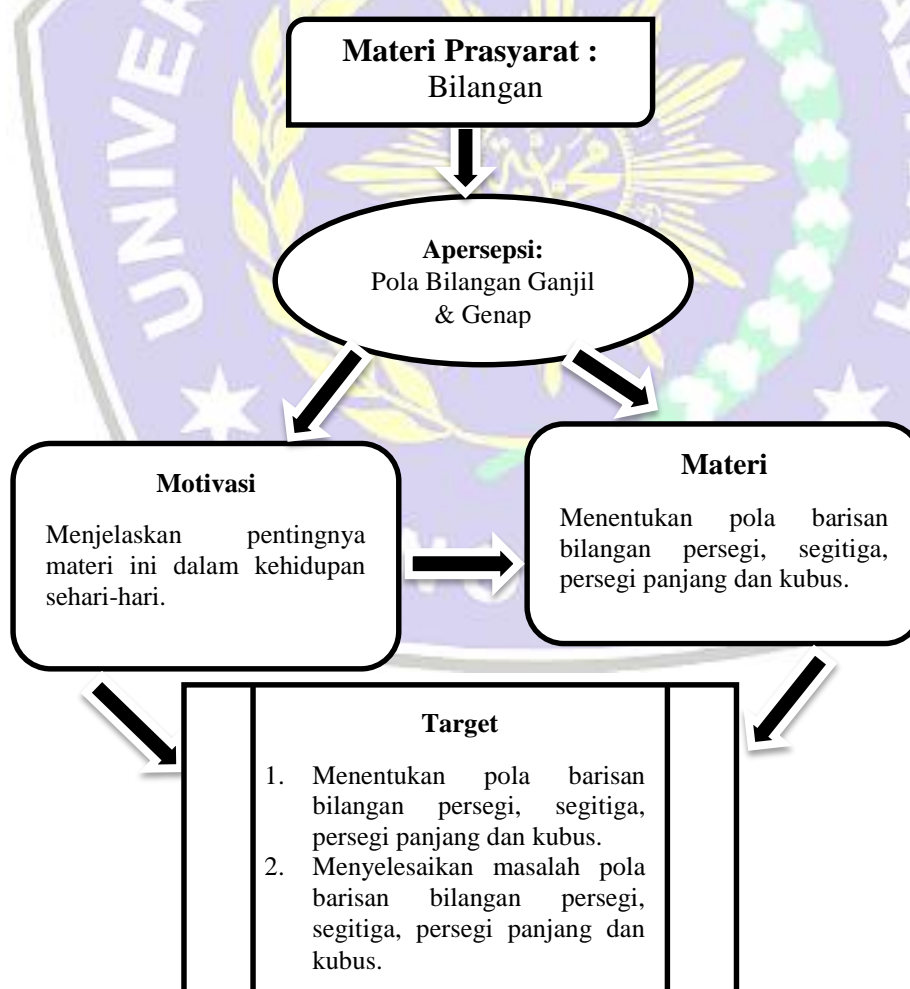 Materi Prasyarat :
Bilangan
Apersepsi:
Pola Bilangan Ganjil
& Genap
Motivasi
Menjelaskan pentingnya
materi ini dalam kehidupan
sehari-hari.
Materi
Menentukan pola barisan
bilangan persegi, segitiga,
persegi panjang dan kubus.
Target
1. Menentukan pola barisan
bilangan persegi, segitiga,
persegi panjang dan kubus.
2. Menyelesaikan masalah pola
barisan bilangan persegi,
segitiga, persegi panjang dan
kubus.